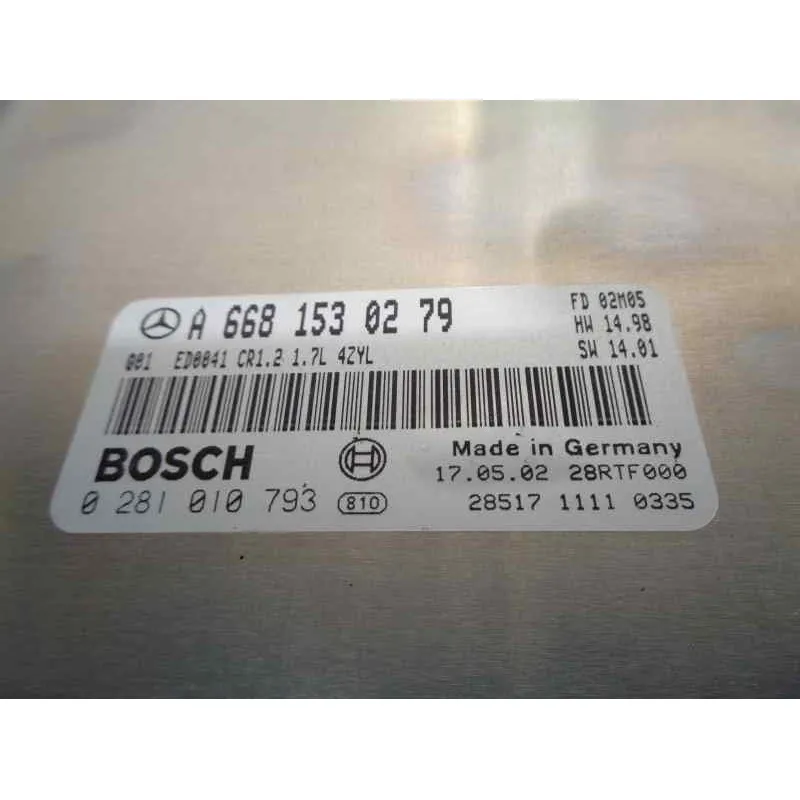 A 668 153 02 79
FD 02M05
HW 14.98
SW 14.01
001 ED0041 CR1.2 1.7L 4ZYL
BOSCH
Made in Germany
17.05.02 28RTF000
0 281 010 793 810
28517 1111 0335